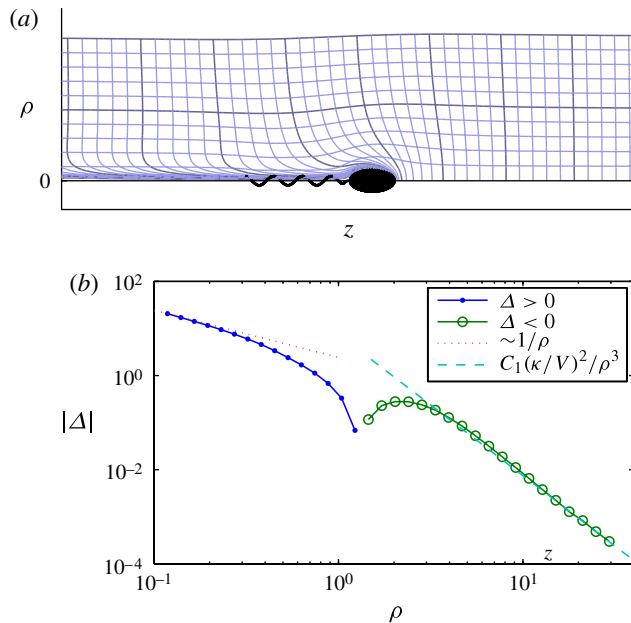 (a)
ρ
0
z
(b)
10²
10⁰
10⁻²
10⁻⁴
|Δ|
Δ > 0
Δ < 0
~1/ρ
C₁(κ/V)²/ρ³
z
10⁻¹
10⁰
10¹
ρ